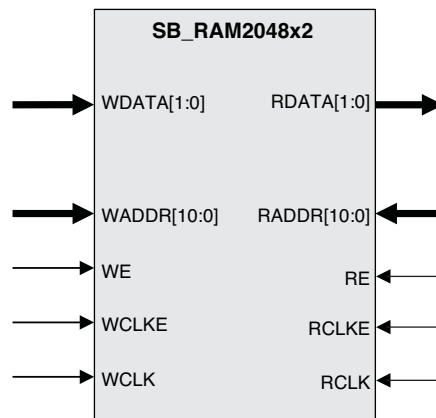 SB_RAM2048x2
WDATA[1:0] RDATA[1:0]
WADDR[10:0] RADDR[10:0]
WE RE
WCLKE RCLKE
WCLK RCLK